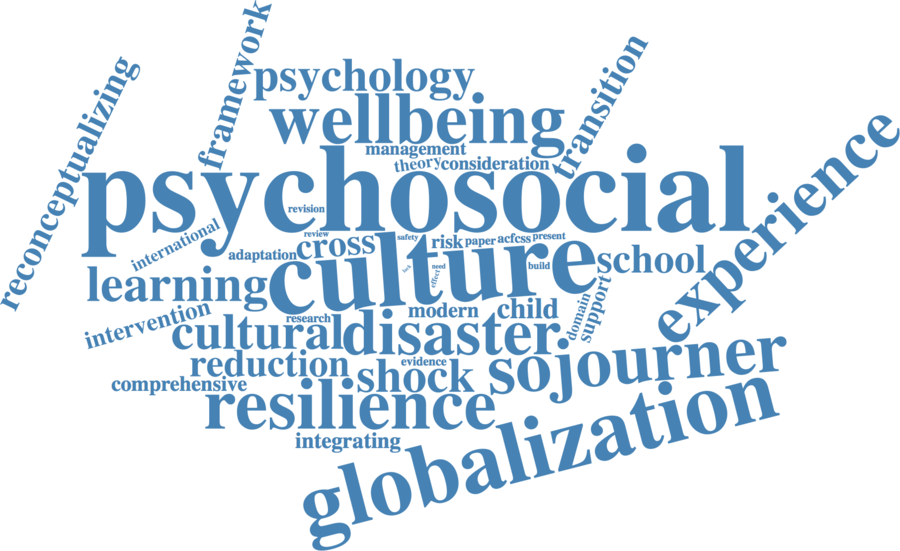 framework
psychology
transition
reconceptualizing
wellbeing
experience
management
theory
consideration
psychosocial
revision
international
review
adaptation
cross
safety
risk
paper
acfcss
present
culture
need
effect
build
school
learning
support
domain
modern
child
research
intervention
cultural
disaster
reduction
evidence
sojourner
comprehensive
shock
resilience
integrating
globalization